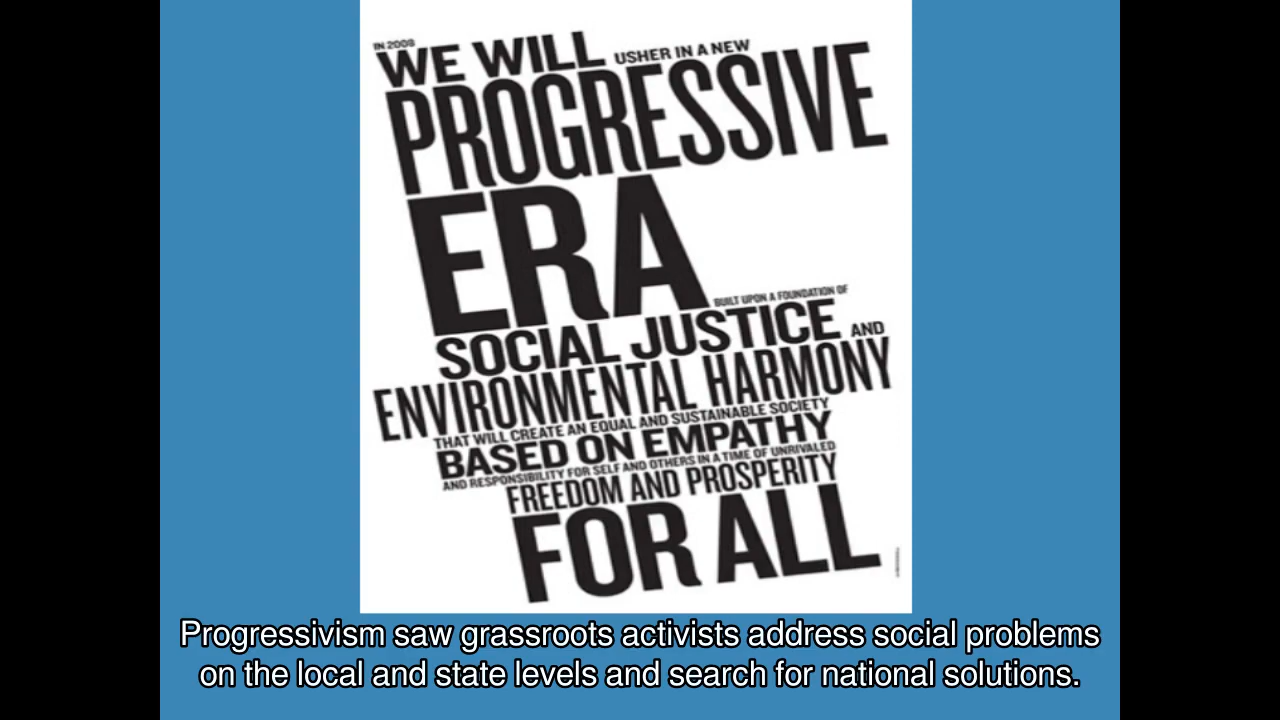 IN 2008
WE WILL USHER IN A NEW
PROGRESSIVE
ERA BUILT UPON A FOUNDATION OF
SOCIAL JUSTICE AND
ENVIRONMENTAL HARMONY
THAT WILL CREATE AN EQUAL AND SUSTAINABLE SOCIETY
BASED ON EMPATHY
AND RESPONSIBILITY FOR SELF AND OTHERS IN A TIME OF UNRIVALED
FREEDOM AND PROSPERITY
FOR ALL
Progressivism saw grassroots activists address social problems
on the local and state levels and search for national solutions.